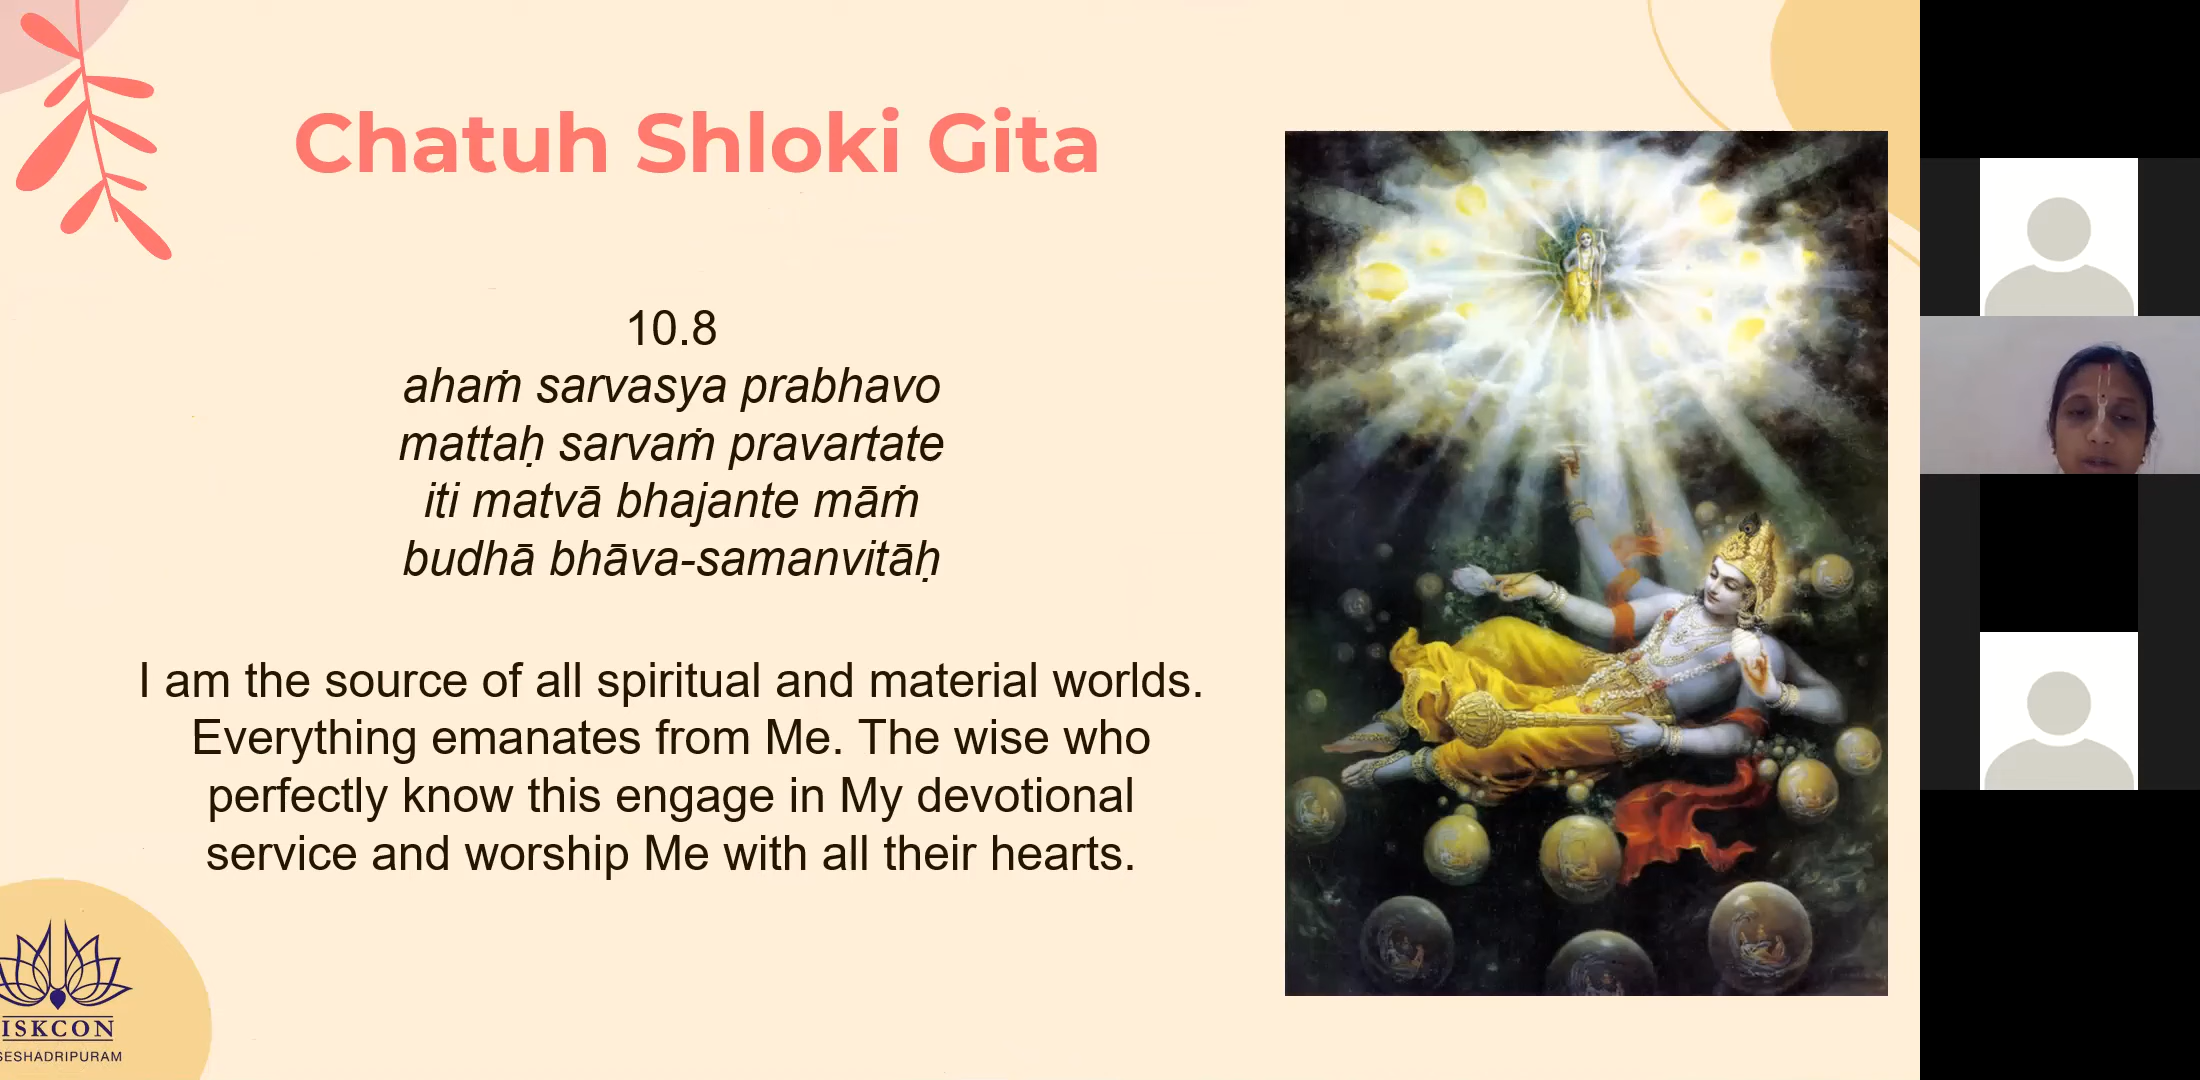 Chatuh Shloki Gita
10.8
ahaṁ sarvasya prabhavo
mattaḥ sarvaṁ pravartate
iti matvā bhajante māṁ
budhā bhāva-samanvitāḥ
I am the source of all spiritual and material worlds.
Everything emanates from Me. The wise who
perfectly know this engage in My devotional
service and worship Me with all their hearts.
ISKCON
SESHADRIPURAM